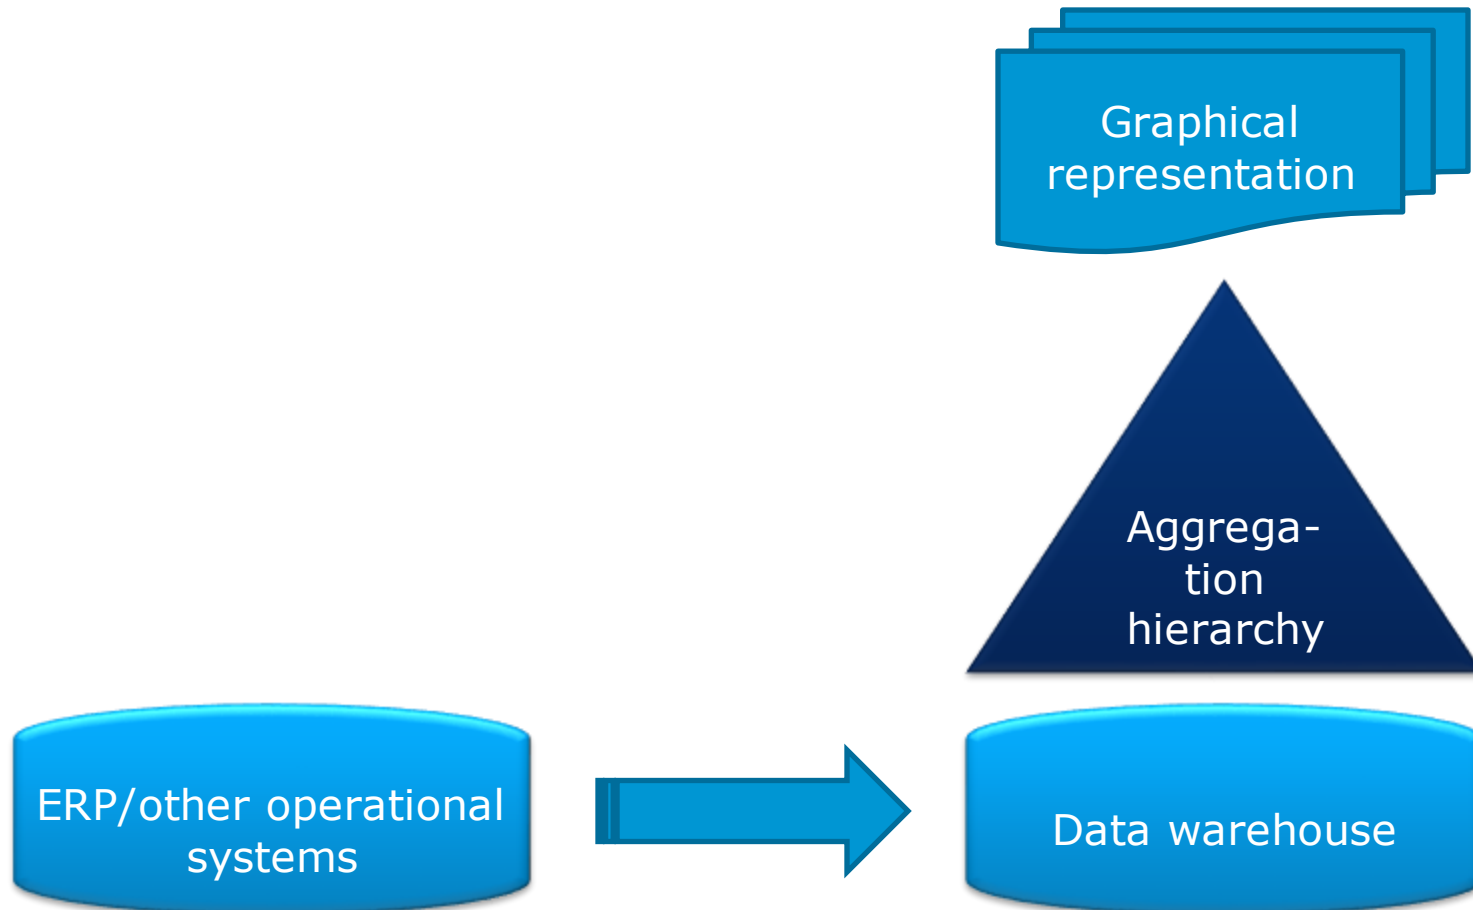 Graphical
representation
Aggrega-
tion
hierarchy
ERP/other operational
systems
Data warehouse